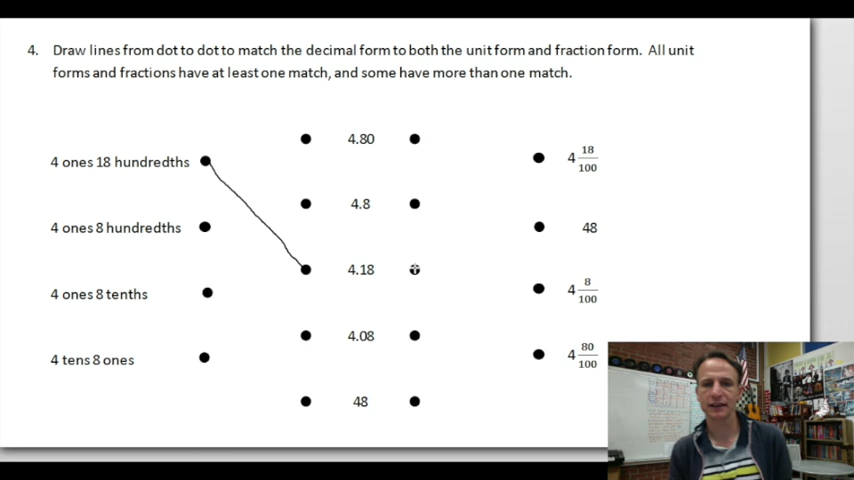 4. Draw lines from dot to dot to match the decimal form to both the unit form and fraction form. All unit
forms and fractions have at least one match, and some have more than one match.
4 ones 18 hundredths
4 ones 8 hundredths
4 ones 8 tenths
4 tens 8 ones
4.80
4.8
4.18
4.08
48
4 18/100
48
4 8/100
4 80/100